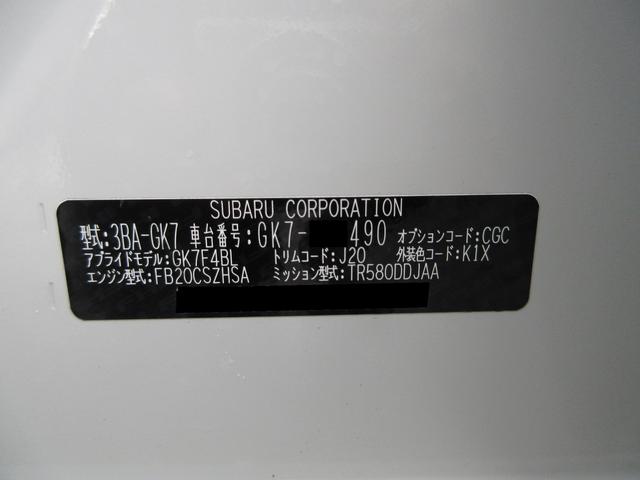 SUBARU CORPORATION
型式:3BA-GK7 車台番号:GK7- 490 オプションコード:CGC
アプライドモデル:GK7F4BL トリムコード:J20 外装色コード:K1X
エンジン型式:FB20CSZHSA ミッション型式:TR580DDJAA